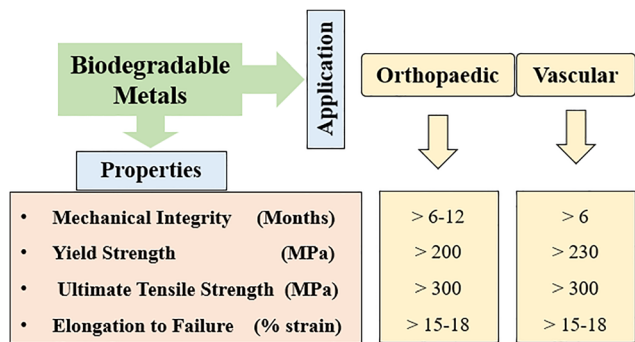 Biodegradable
Metals
Application
Orthopaedic
Vascular
Properties
• Mechanical Integrity (Months) > 6-12 > 6
• Yield Strength (MPa) > 200 > 230
• Ultimate Tensile Strength (MPa) > 300 > 300
• Elongation to Failure (% strain) > 15-18 > 15-18